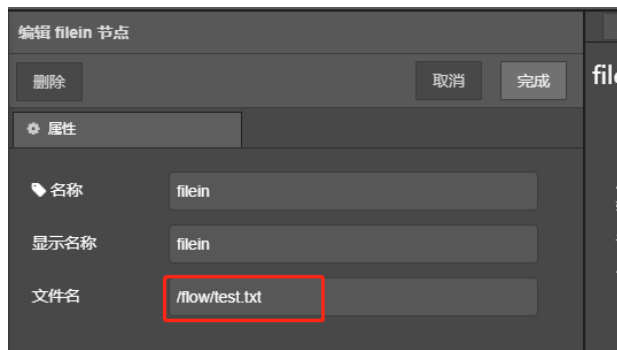 编辑 filein 节点
删除
取消
完成
属性
名称
filein
显示名称
filein
文件名
/flow/test.txt